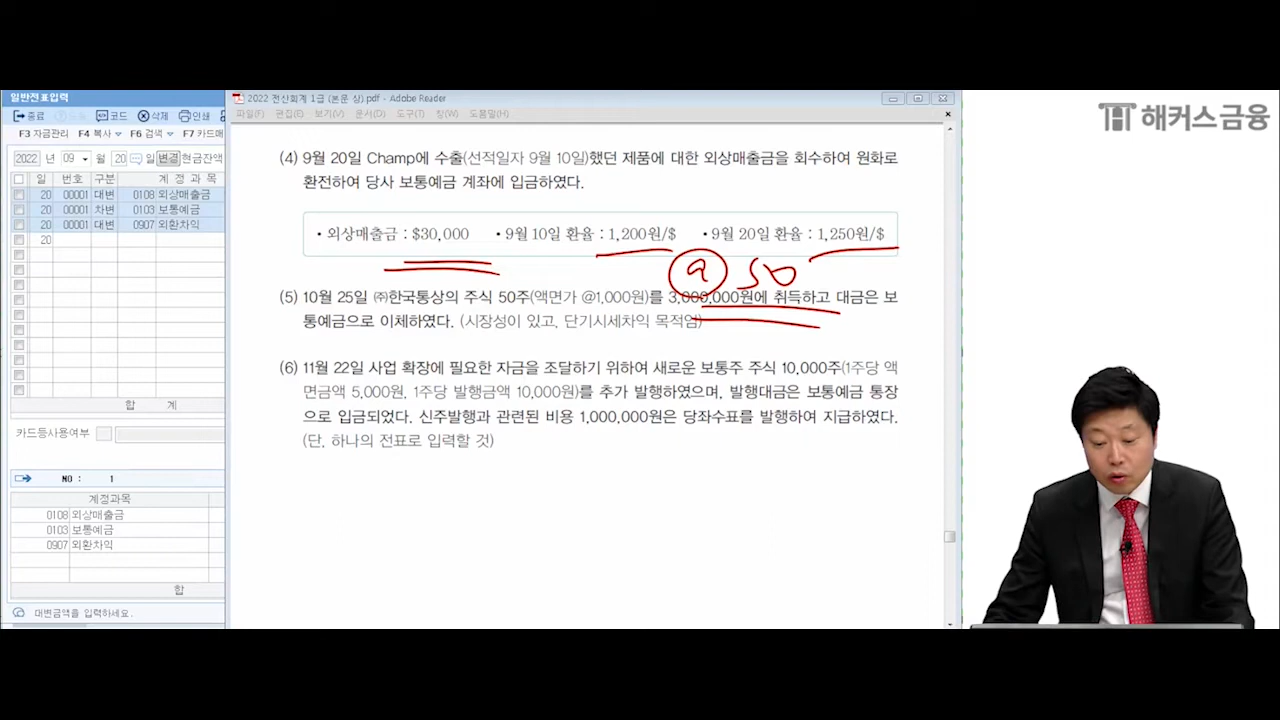 일반전표입력
2022 전산회계 1급 (본문 상).pdf - Adobe Reader
해커스금융
종료 코드 삭제 인쇄
파일(F) 편집(E) 보기(V) 문서(D) 도구(T) 창(W) 도움말(H)
F3 자금관리 F4 복사 F6 검색 F7 카드매
2022 년 09 월 20 일 변경 현금잔액
일 번호 구분 계 정 과 목
20 00001 대변 0108 외상매출금
20 00001 차변 0103 보통예금
20 00001 대변 0907 외환차익
20
합 계
카드등사용여부
NO : 1
계정과목
0108 외상매출금
0103 보통예금
0907 외환차익
합
대변금액을 입력하세요.
(4) 9월 20일 Champ에 수출(선적일자 9월 10일)했던 제품에 대한 외상매출금을 회수하여 원화로
환전하여 당사 보통예금 계좌에 입금하였다.
• 외상매출금 : $30,000 • 9월 10일 환율 : 1,200원/$ • 9월 20일 환율 : 1,250원/$
50
(5) 10월 25일 ㈜한국통상의 주식 50주(액면가 @1,000원)를 3,000,000원에 취득하고 대금은 보
통예금으로 이체하였다. (시장성이 있고, 단기시세차익 목적임)
(6) 11월 22일 사업 확장에 필요한 자금을 조달하기 위하여 새로운 보통주 주식 10,000주(1주당 액
면금액 5,000원, 1주당 발행금액 10,000원)를 추가 발행하였으며, 발행대금은 보통예금 통장
으로 입금되었다. 신주발행과 관련된 비용 1,000,000원은 당좌수표를 발행하여 지급하였다.
(단, 하나의 전표로 입력할 것)